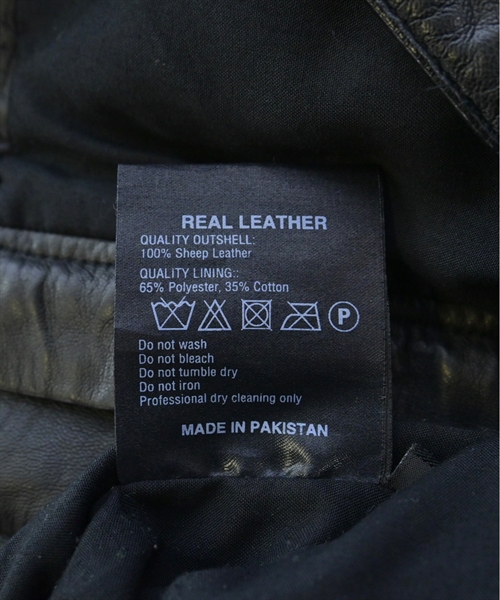 REAL LEATHER
QUALITY OUTSHELL:
100% Sheep Leather
QUALITY LINING::
65% Polyester, 35% Cotton
P
Do not wash
Do not bleach
Do not tumble dry
Do not iron
Professional dry cleaning only
MADE IN PAKISTAN